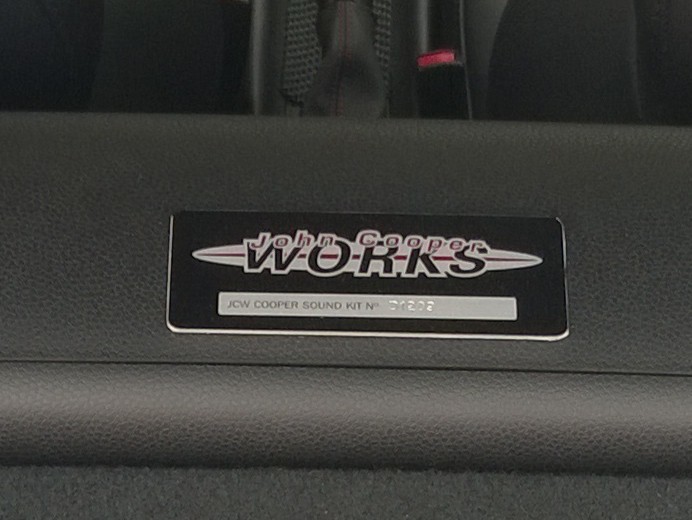 John Cooper
WORKS
JCW COOPER SOUND KIT Nº